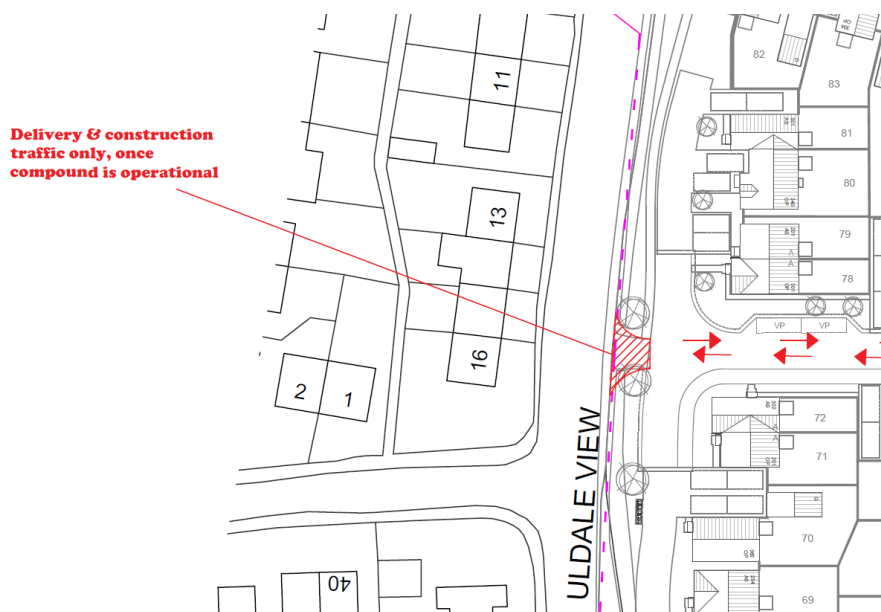 Delivery & construction
traffic only, once
compound is operational
11
13
16
2
1
40
ULDALE VIEW
82
83
81
80
79
78
VP
VP
72
71
70
69